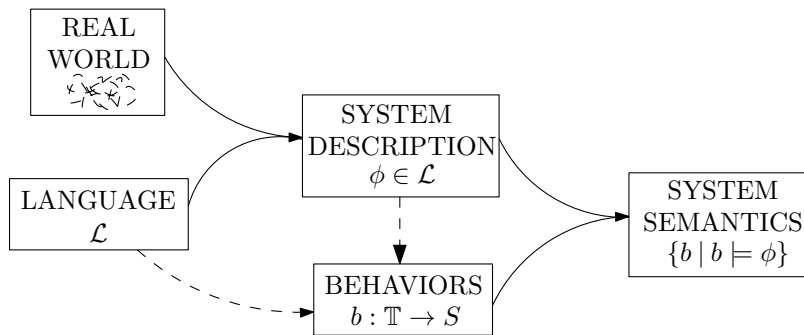 REAL
WORLD
SYSTEM
DESCRIPTION
ϕ ∈ ℒ
LANGUAGE
ℒ
SYSTEM
SEMANTICS
{b | b ⊨ ϕ}
BEHAVIORS
b : 𝕋 → S